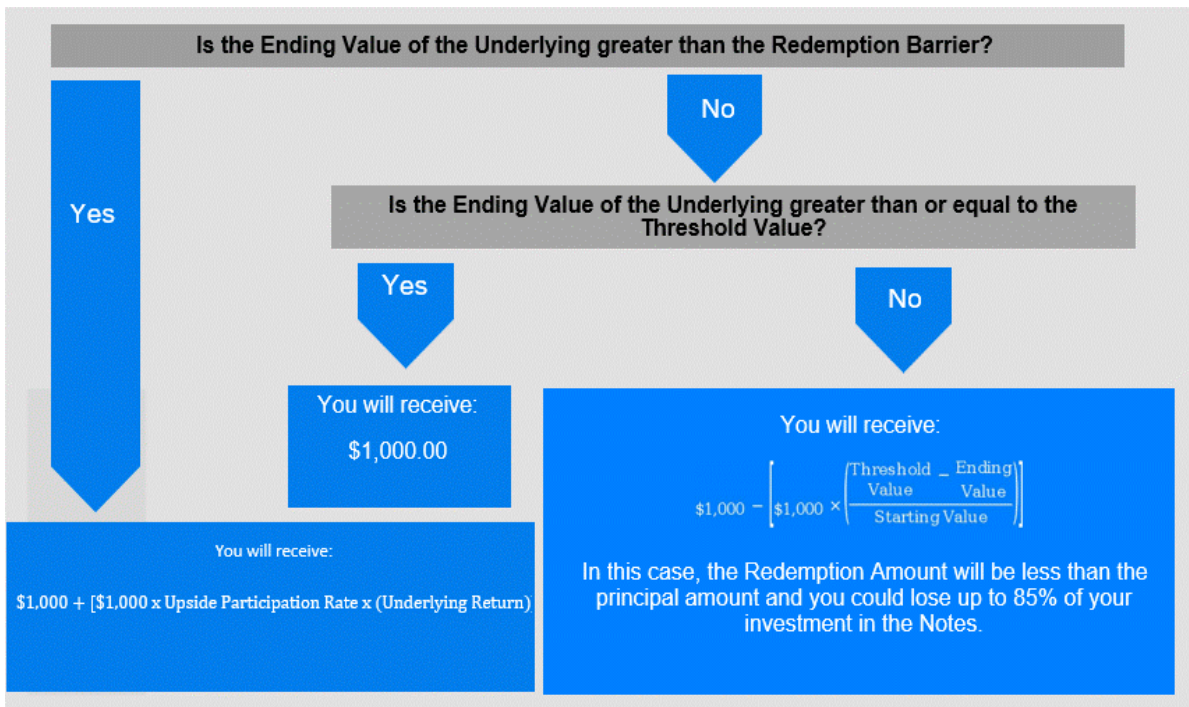 Is the Ending Value of the Underlying greater than the Redemption Barrier?
No
Yes
Is the Ending Value of the Underlying greater than or equal to the
Threshold Value?
Yes
No
You will receive:
$1,000.00
You will receive:
$1,000 − [$1,000 × ((Threshold Value − Ending Value) / Starting Value)]
In this case, the Redemption Amount will be less than the
principal amount and you could lose up to 85% of your
investment in the Notes.
You will receive:
$1,000 + [$1,000 x Upside Participation Rate x (Underlying Return)